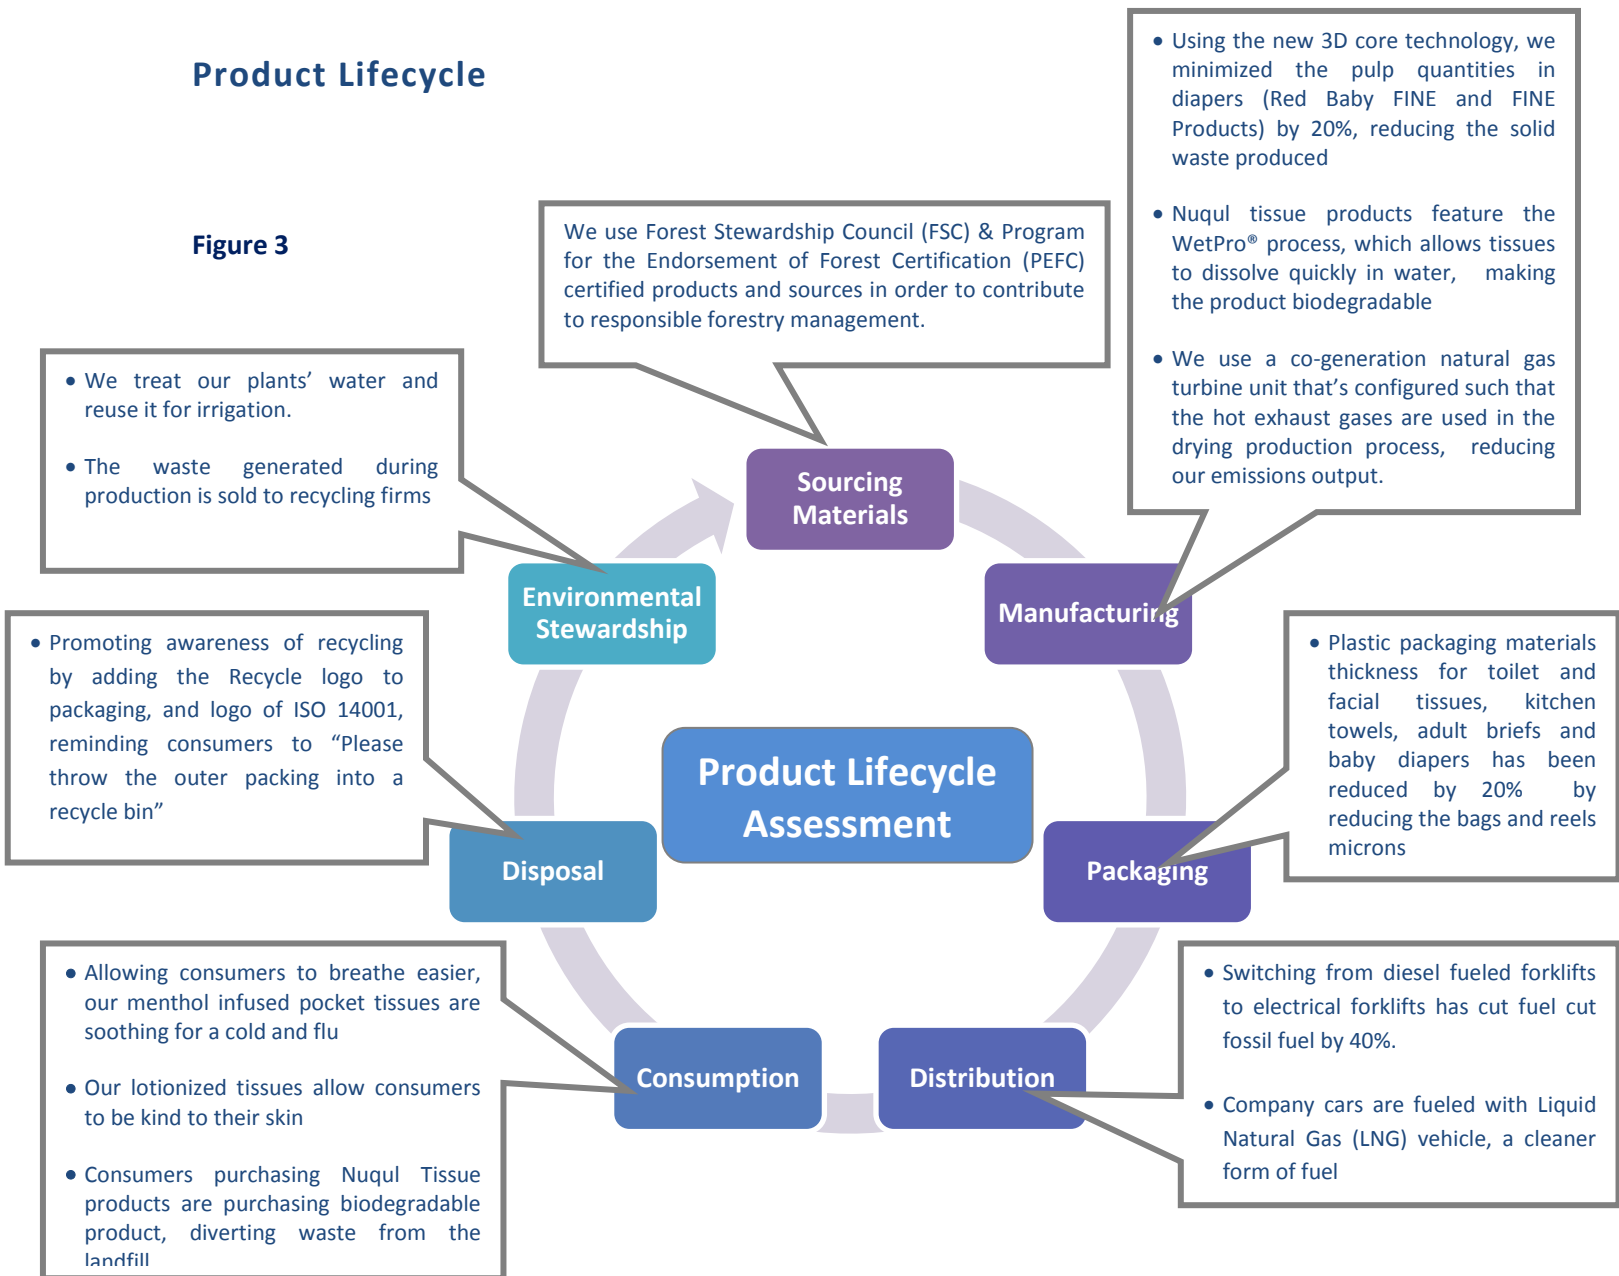 Product Lifecycle
Figure 3
We use Forest Stewardship Council (FSC) & Program
for the Endorsement of Forest Certification (PEFC)
certified products and sources in order to contribute
to responsible forestry management.
• Using the new 3D core technology, we
minimized the pulp quantities in
diapers (Red Baby FINE and FINE
Products) by 20%, reducing the solid
waste produced
• Nuqul tissue products feature the
WetPro® process, which allows tissues
to dissolve quickly in water, making
the product biodegradable
• We use a co-generation natural gas
turbine unit that’s configured such that
the hot exhaust gases are used in the
drying production process, reducing
our emissions output.
• We treat our plants’ water and
reuse it for irrigation.
• The waste generated during
production is sold to recycling firms
Sourcing
Materials
Environmental
Stewardship
Manufacturing
• Promoting awareness of recycling
by adding the Recycle logo to
packaging, and logo of ISO 14001,
reminding consumers to “Please
throw the outer packing into a
recycle bin”
• Plastic packaging materials
thickness for toilet and
facial tissues, kitchen
towels, adult briefs and
baby diapers has been
reduced by 20% by
reducing the bags and reels
microns
Product Lifecycle
Assessment
Disposal
Packaging
• Allowing consumers to breathe easier,
our menthol infused pocket tissues are
soothing for a cold and flu
• Our lotionized tissues allow consumers
to be kind to their skin
• Consumers purchasing Nuqul Tissue
products are purchasing biodegradable
product, diverting waste from the
landfill
Consumption
Distribution
• Switching from diesel fueled forklifts
to electrical forklifts has cut fuel cut
fossil fuel by 40%.
• Company cars are fueled with Liquid
Natural Gas (LNG) vehicle, a cleaner
form of fuel